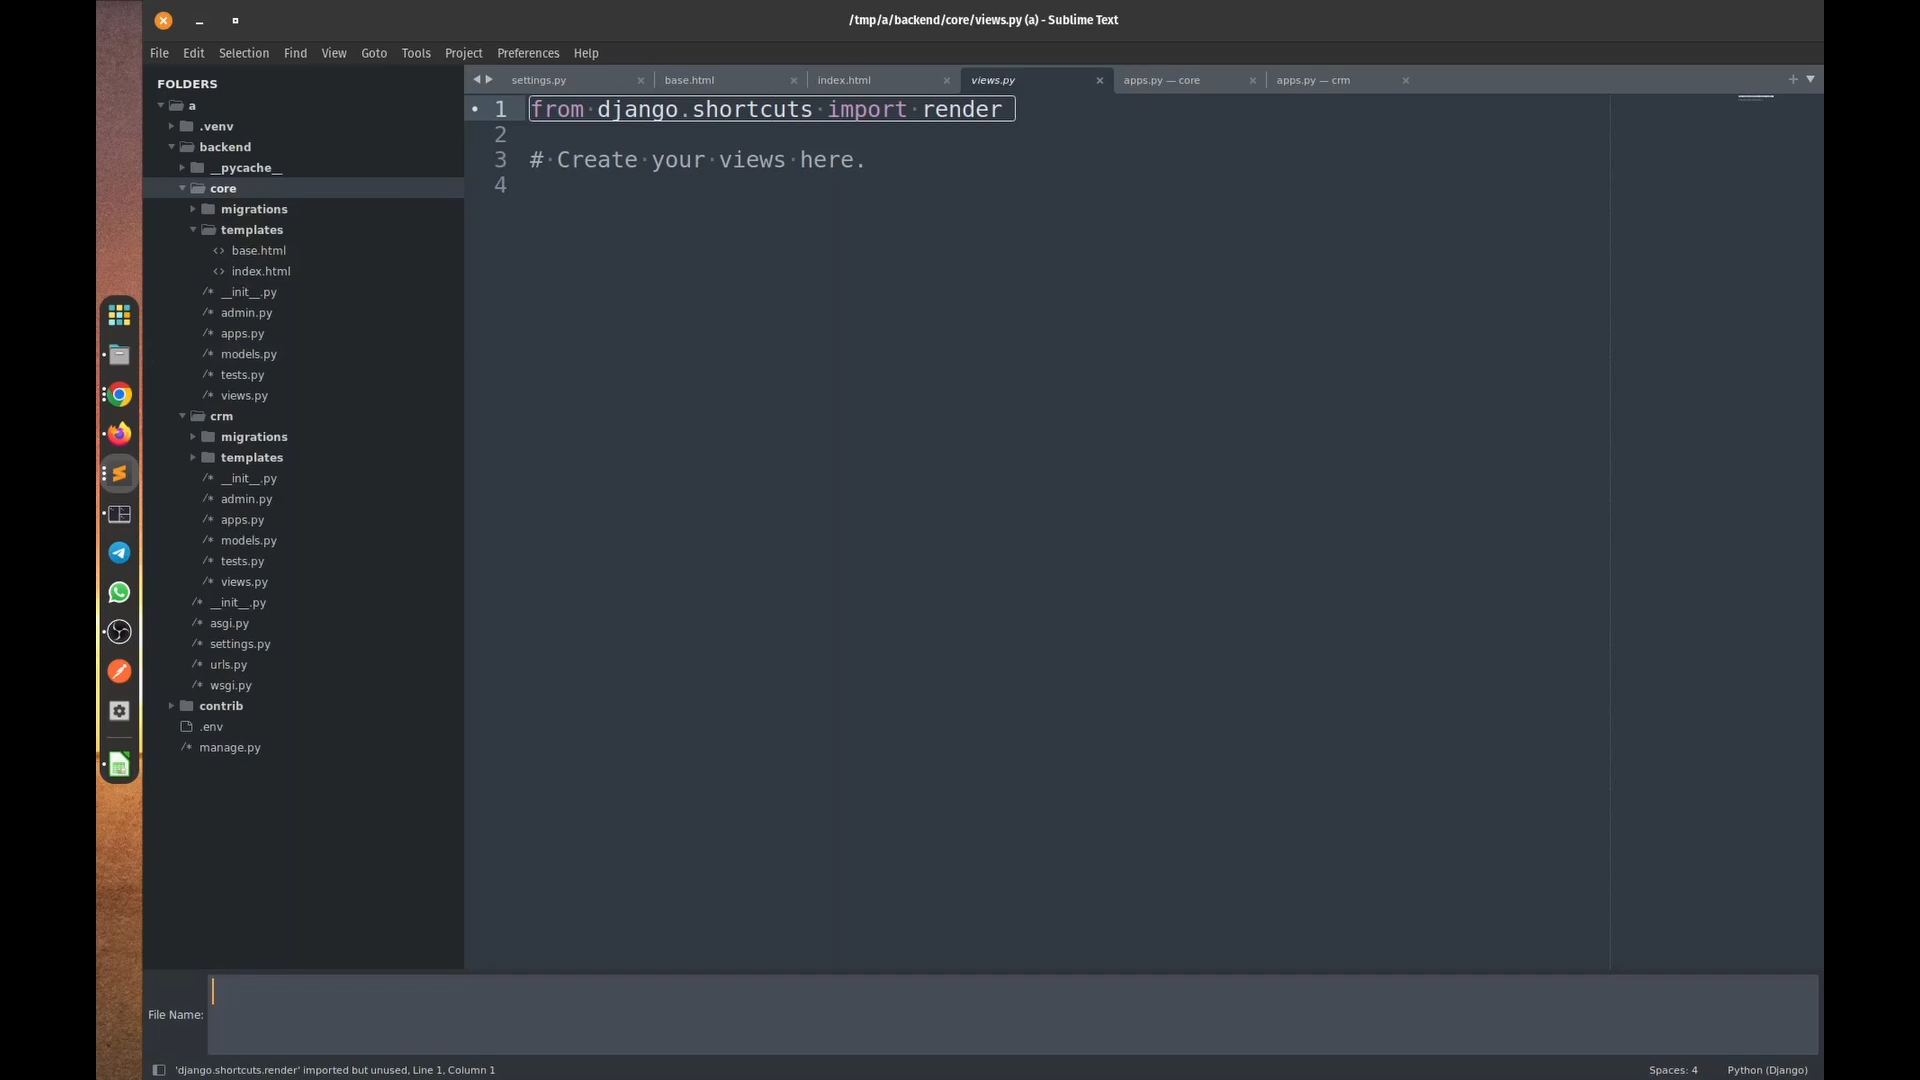 /tmp/a/backend/core/views.py (a) - Sublime Text
File Edit Selection Find View Goto Tools Project Preferences Help
FOLDERS
a
.venv
backend
__pycache__
core
migrations
templates
base.html
index.html
__init__.py
admin.py
apps.py
models.py
tests.py
views.py
crm
migrations
templates
__init__.py
admin.py
apps.py
models.py
tests.py
views.py
__init__.py
asgi.py
settings.py
urls.py
wsgi.py
contrib
.env
manage.py
settings.py base.html index.html views.py apps.py — core apps.py — crm
1 from django.shortcuts import render
2
3 # Create your views here.
4
File Name:
'django.shortcuts.render' imported but unused, Line 1, Column 1 Spaces: 4 Python (Django)